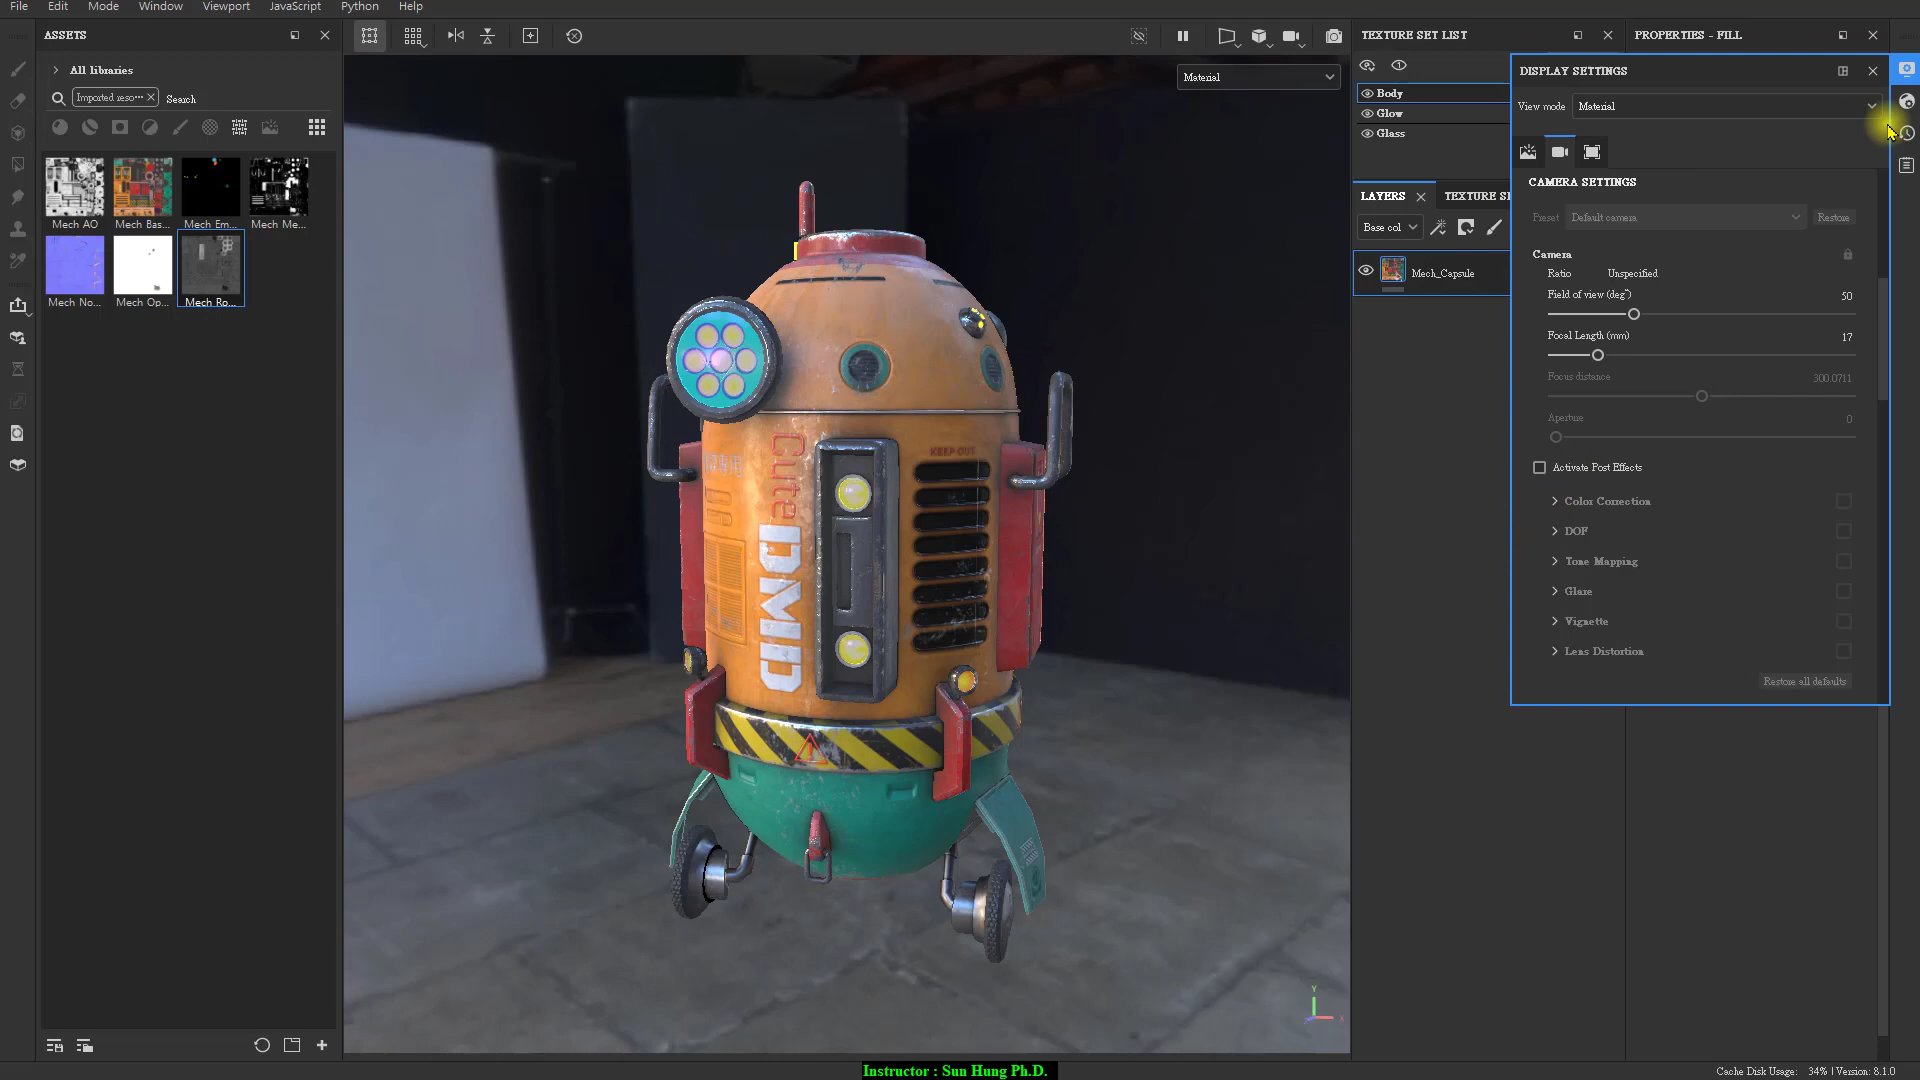 File Edit Mode Window Viewport JavaScript Python Help
ASSETS
All libraries
Imported reso··· Search
Mech AO Mech Bas... Mech Em... Mech Me...
Mech No... Mech Op... Mech Ro...
Material
Cute
DMD
KEEP OUT
Y
TEXTURE SET LIST
Body
Glow
Glass
LAYERS TEXTURE SE
Base col
Mech_Capsule
PROPERTIES - FILL
DISPLAY SETTINGS
View mode Material
CAMERA SETTINGS
Preset Default camera Restore
Camera
Ratio Unspecified
Field of view (deg°) 50
Focal Length (mm) 17
Focus distance 300.0711
Aperture 0
Activate Post Effects
Color Correction
DOF
Tone Mapping
Glare
Vignette
Lens Distortion
Restore all defaults
Instructor : Sun Hung Ph.D.
Cache Disk Usage: 34% | Version: 8.1.0